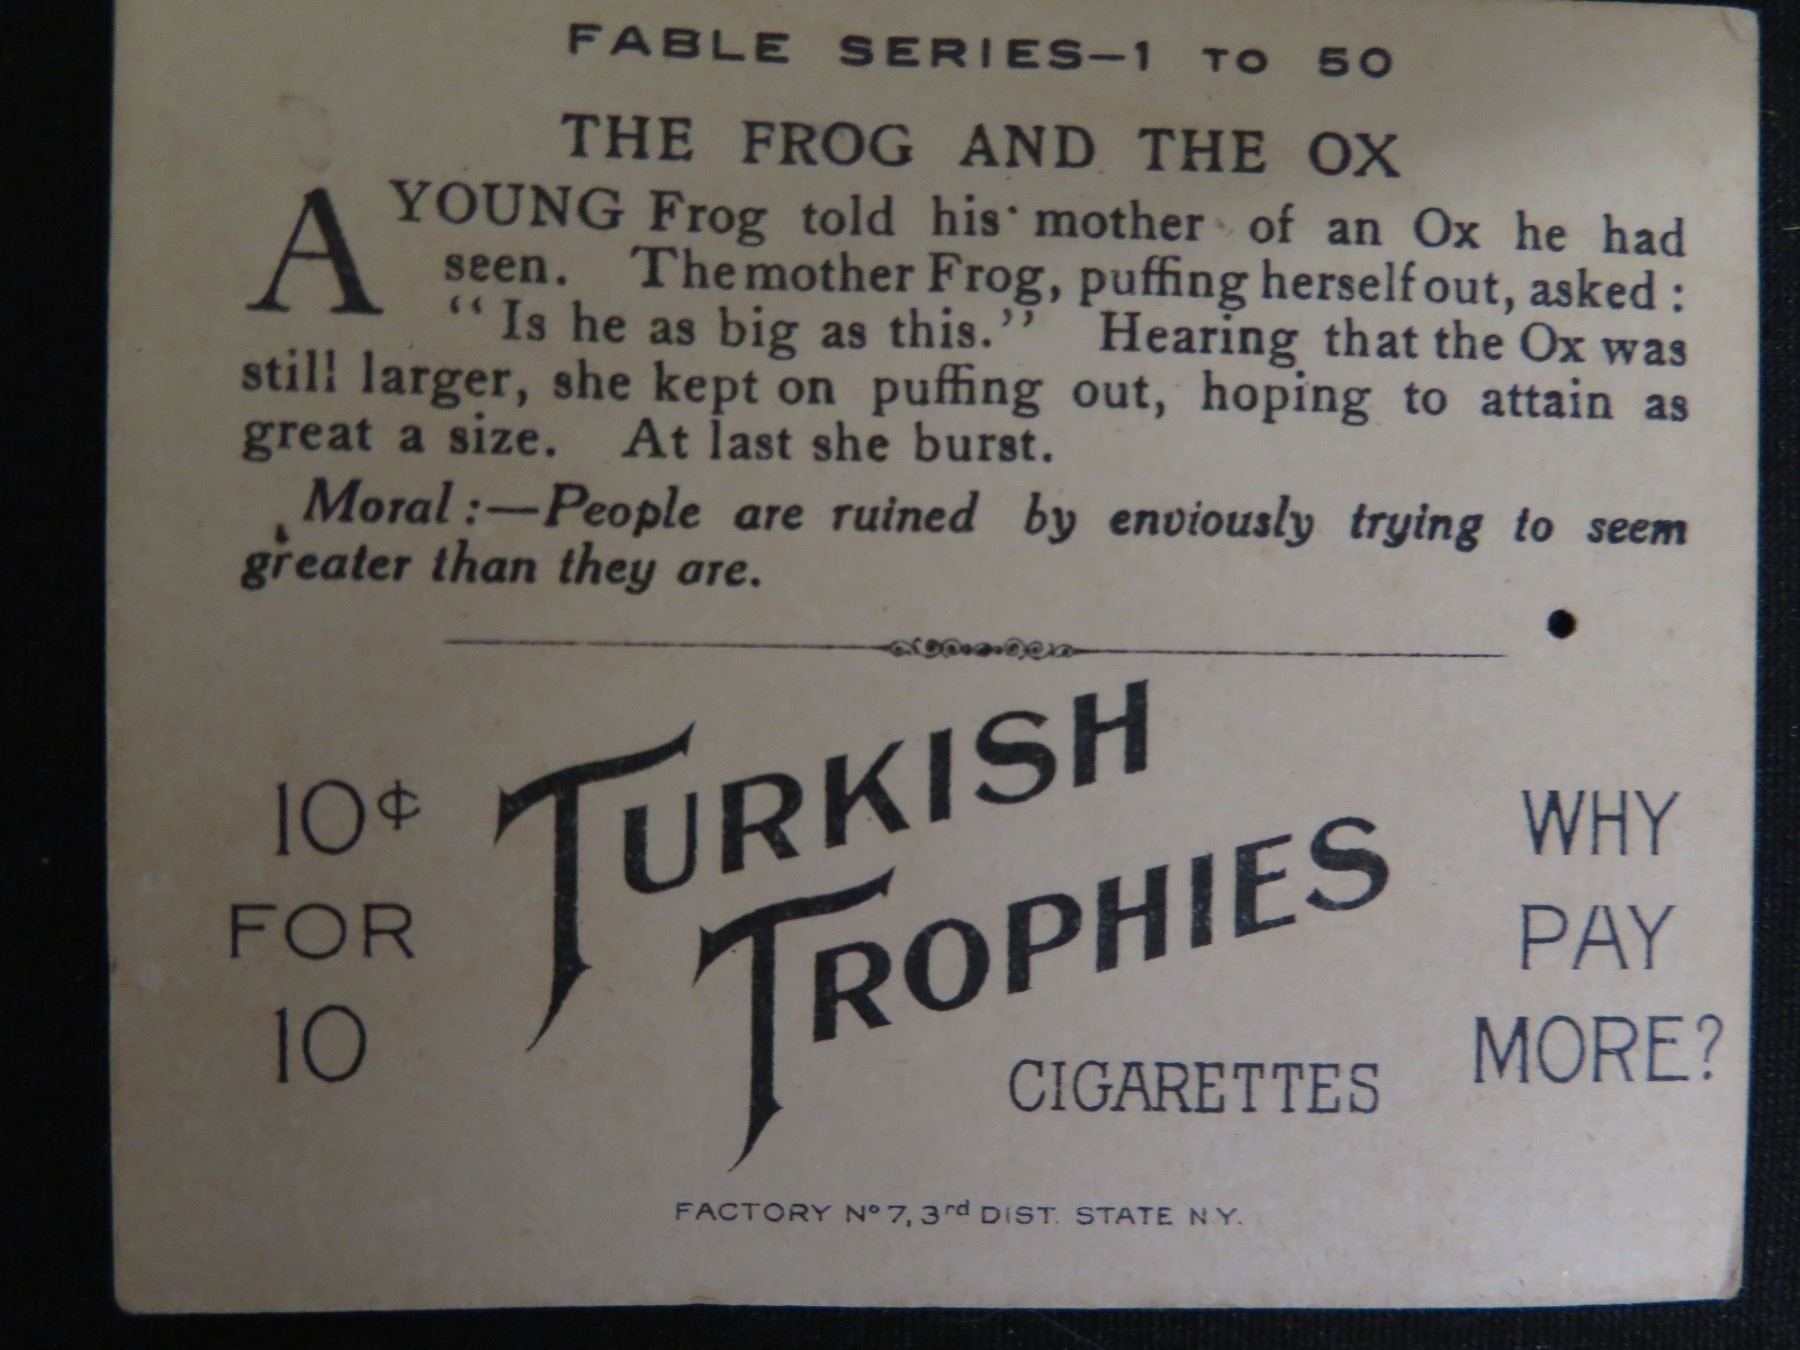 FABLE SERIES—1 TO 50
THE FROG AND THE OX
A YOUNG Frog told his mother of an Ox he had
seen. The mother Frog, puffing herself out, asked:
“Is he as big as this.” Hearing that the Ox was
still larger, she kept on puffing out, hoping to attain as
great a size. At last she burst.
Moral:—People are ruined by enviously trying to seem
greater than they are.
10¢
FOR
10
TURKISH
TROPHIES
CIGARETTES
WHY
PAY
MORE?
FACTORY Nº 7, 3rd DIST. STATE N.Y.